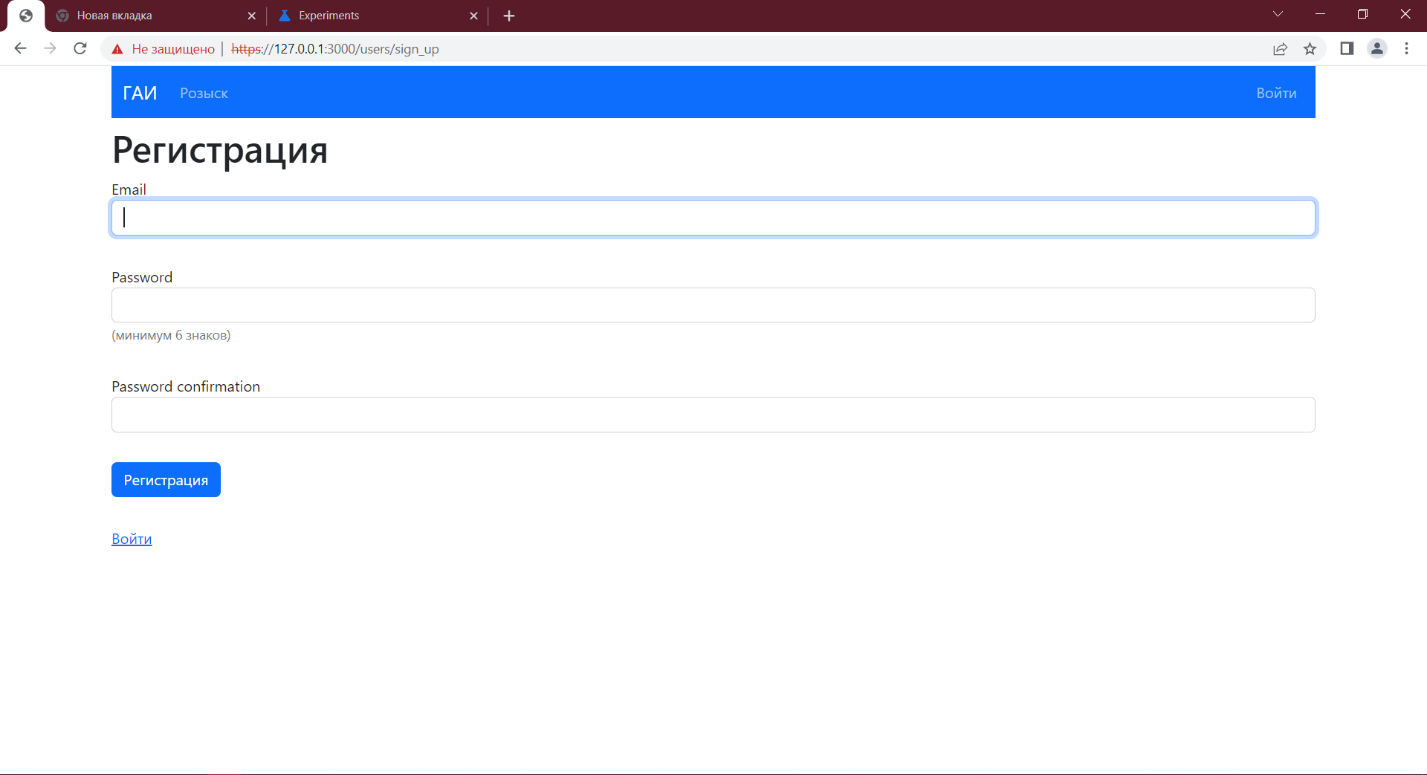 Новая вкладка
Experiments
Не защищено | https://127.0.0.1:3000/users/sign_up
ГАИ Розыск Войти
Регистрация
Email
Password
(минимум 6 знаков)
Password confirmation
Регистрация
Войти